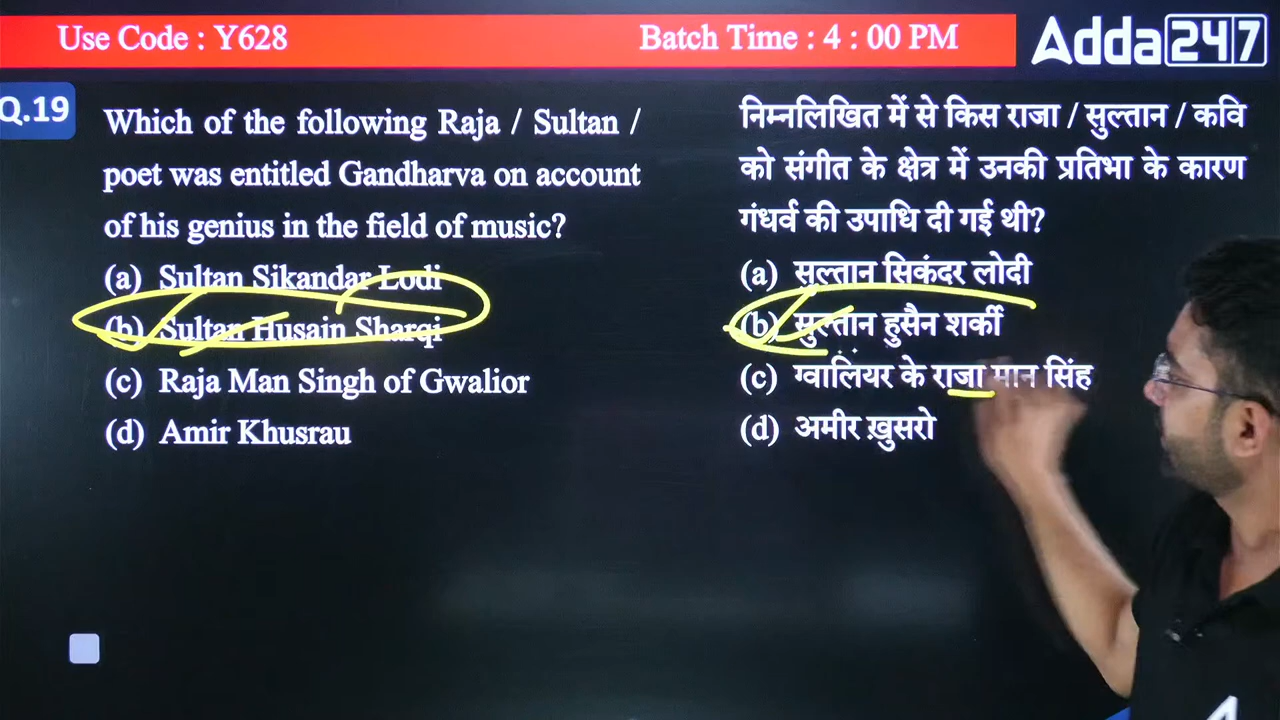 Use Code : Y628
Batch Time : 4 : 00 PM
Adda 247
Q.19
Which of the following Raja / Sultan /
poet was entitled Gandharva on account
of his genius in the field of music?
(a) Sultan Sikandar Lodi
(b) Sultan Husain Sharqi
(c) Raja Man Singh of Gwalior
(d) Amir Khusrau
निम्नलिखित में से किस राजा / सुल्तान / कवि
को संगीत के क्षेत्र में उनकी प्रतिभा के कारण
गंधर्व की उपाधि दी गई थी?
(a) सुल्तान सिकंदर लोदी
(b) सुल्तान हुसैन शर्की
(c) ग्वालियर के राजा मान सिंह
(d) अमीर ख़ुसरो